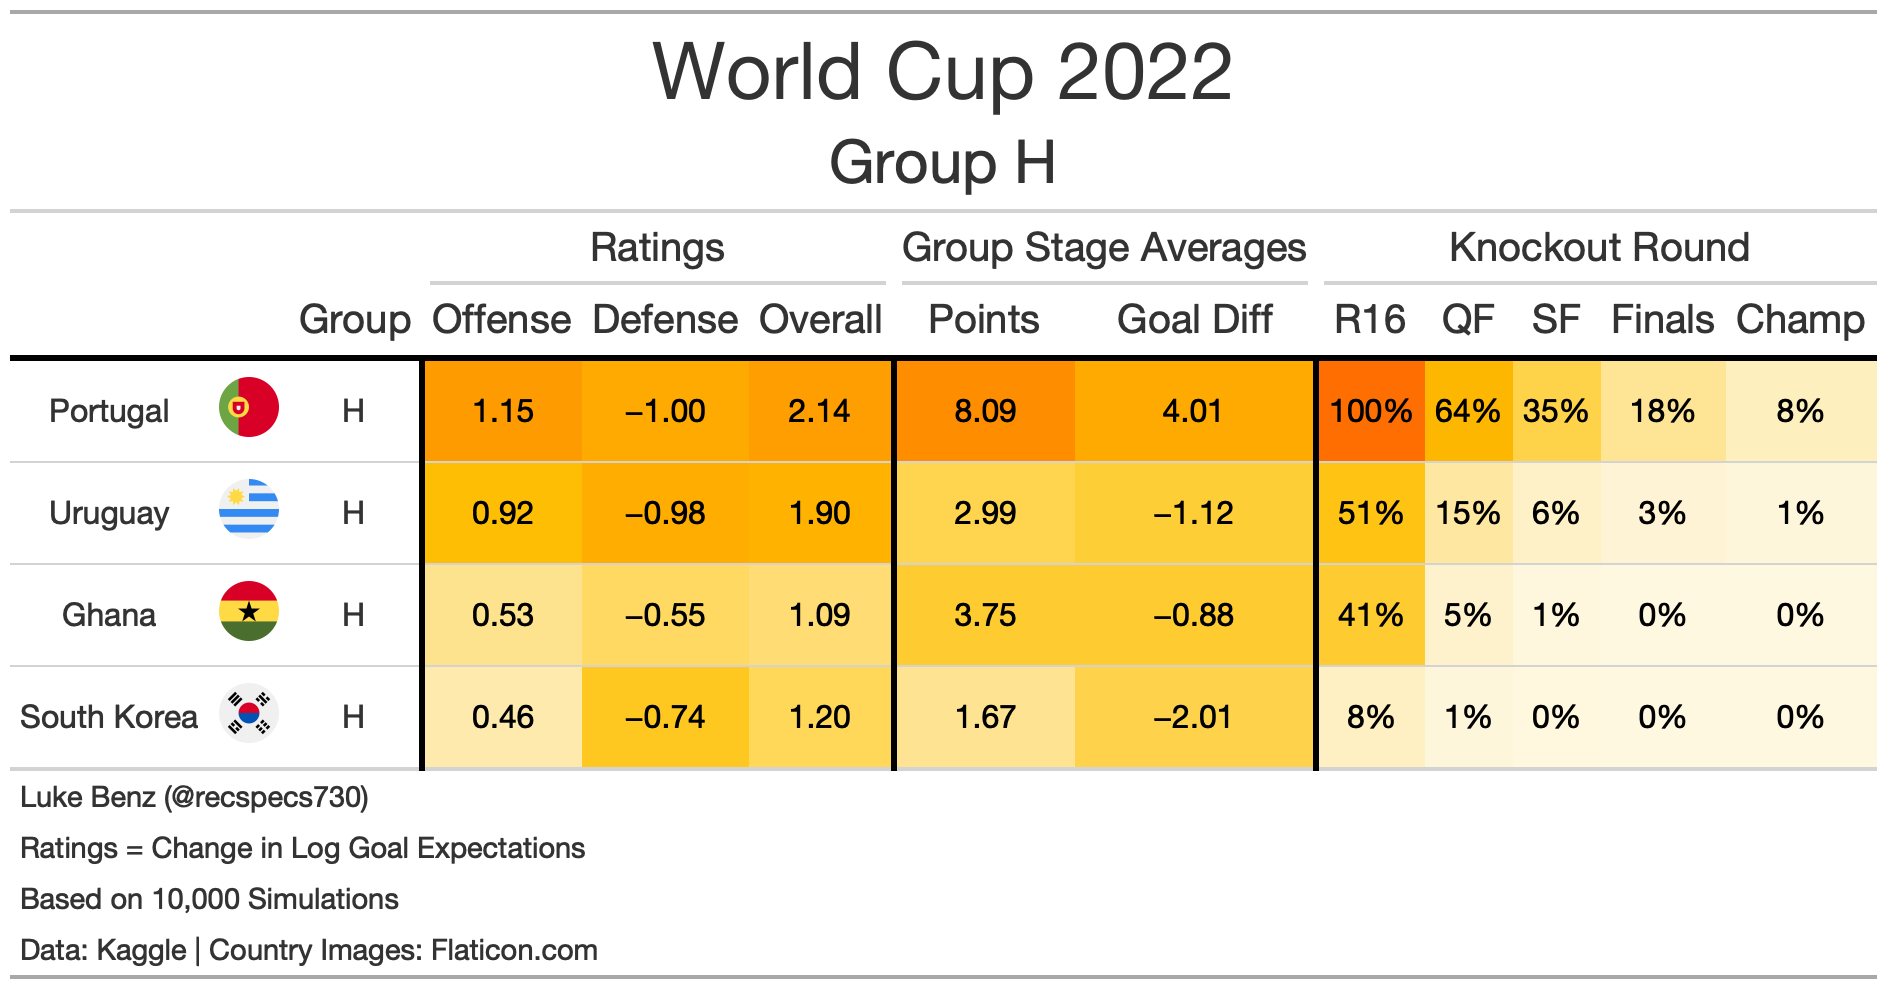 World Cup 2022
Group H
Ratings Group Stage Averages Knockout Round
Group Offense Defense Overall Points Goal Diff R16 QF SF Finals Champ
Portugal H 1.15 −1.00 2.14 8.09 4.01 100% 64% 35% 18% 8%
Uruguay H 0.92 −0.98 1.90 2.99 −1.12 51% 15% 6% 3% 1%
Ghana H 0.53 −0.55 1.09 3.75 −0.88 41% 5% 1% 0% 0%
South Korea H 0.46 −0.74 1.20 1.67 −2.01 8% 1% 0% 0% 0%
Luke Benz (@recspecs730)
Ratings = Change in Log Goal Expectations
Based on 10,000 Simulations
Data: Kaggle | Country Images: Flaticon.com